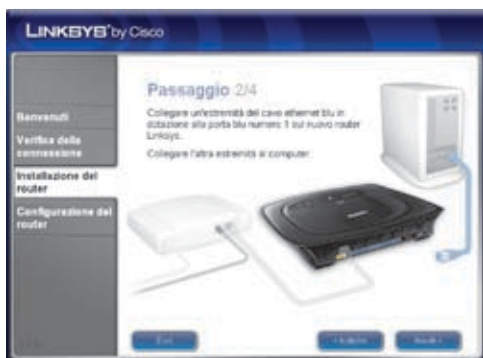 LINKSYS by Cisco
Passaggio 2/4
Collegare un'estremità del cavo ethernet blu in
dotazione alla porta blu numero 1 sul nuovo router
Linksys.
Collegare l'altra estremità al computer.
Benvenuti
Verifica della
connessione
Installazione del
router
Configurazione del
router
Esci